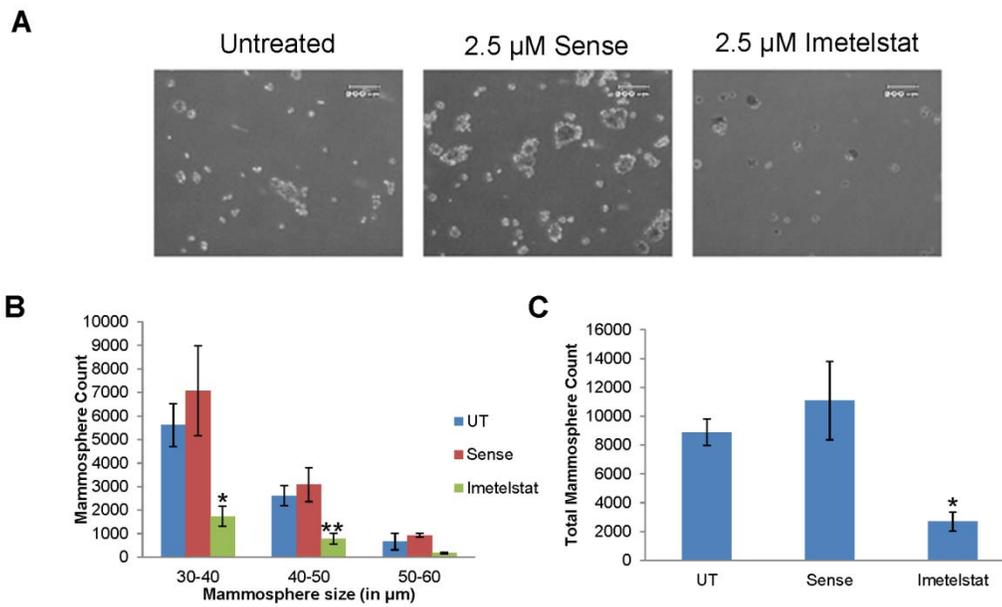 A
Untreated
2.5 µM Sense
2.5 µM Imetelstat
B
Mammosphere Count
10000
9000
8000
7000
6000
5000
4000
3000
2000
1000
0
*
**
30-40
40-50
50-60
Mammosphere size (in µm)
UT
Sense
Imetelstat
C
Total Mammosphere Count
16000
14000
12000
10000
8000
6000
4000
2000
0
*
UT
Sense
Imetelstat